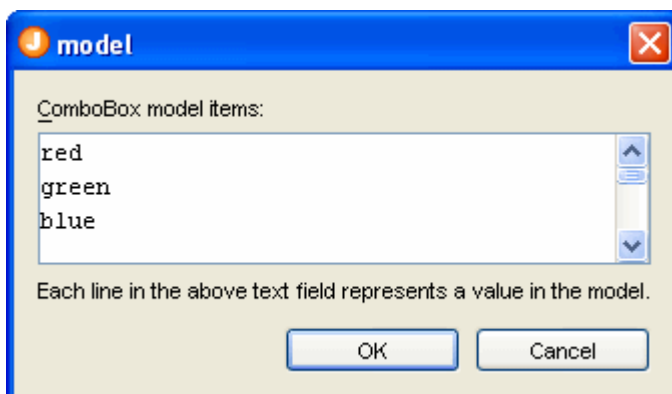 model
ComboBox model items:
red
green
blue
Each line in the above text field represents a value in the model.
OK
Cancel